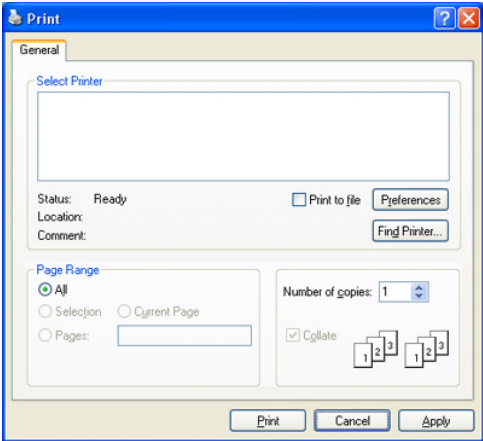 Print
General
Select Printer
Status: Ready
Print to file
Preferences
Location:
Comment:
Find Printer...
Page Range
All
Selection
Current Page
Pages:
Number of copies: 1
Collate
1 2 3 1 2 3
Print Cancel Apply